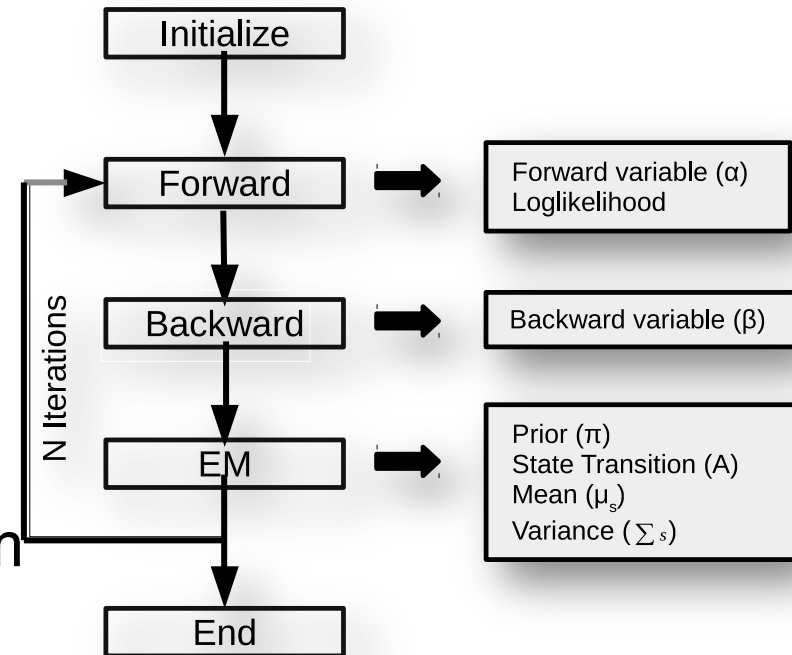 Initialize
Forward
Forward variable (α)
Loglikelihood
Backward
Backward variable (β)
N Iterations
EM
Prior (π)
State Transition (A)
Mean (μₛ)
Variance (∑ s)
n
End